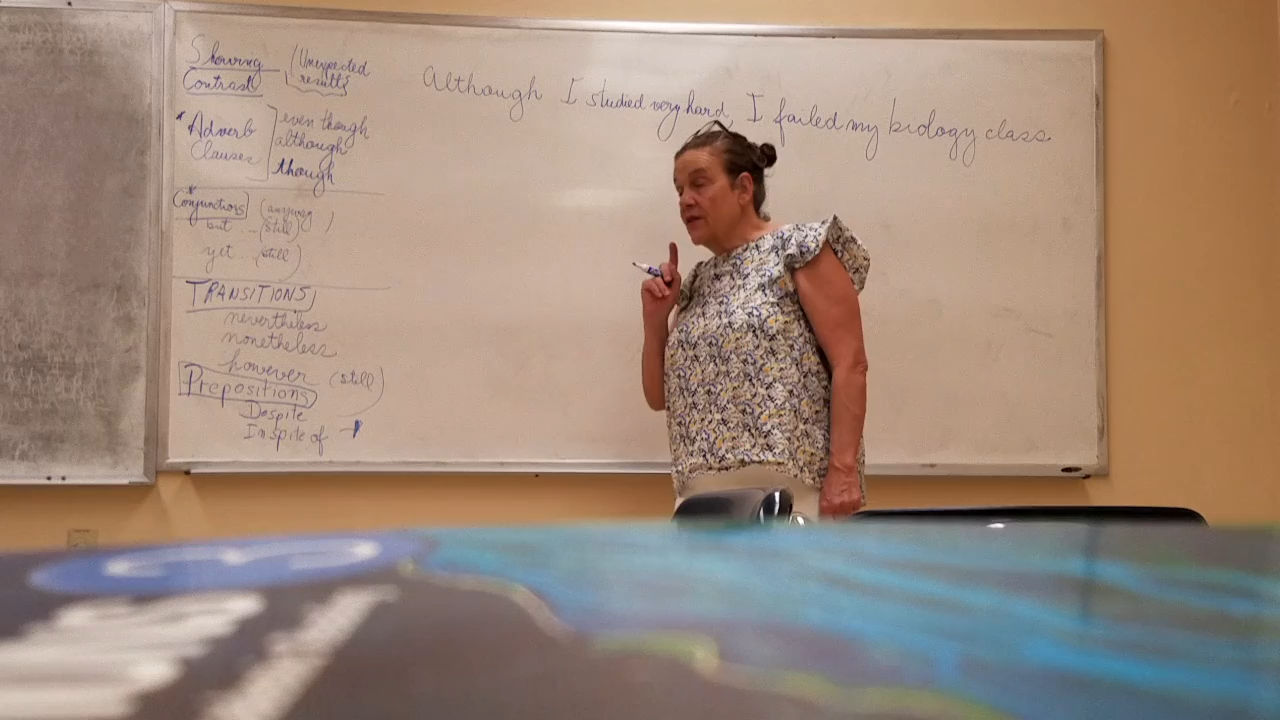 Showing
Contrast
(Unexpected
results
Although I studied very hard, I failed my biology class
* Adverb
Clauses
even though
although
though
Conjunctions
(anyway)
but -- (still)
yet -- (still)
TRANSITIONS
nevertheless
nonetheless
however (still)
Prepositions
Despite
In spite of